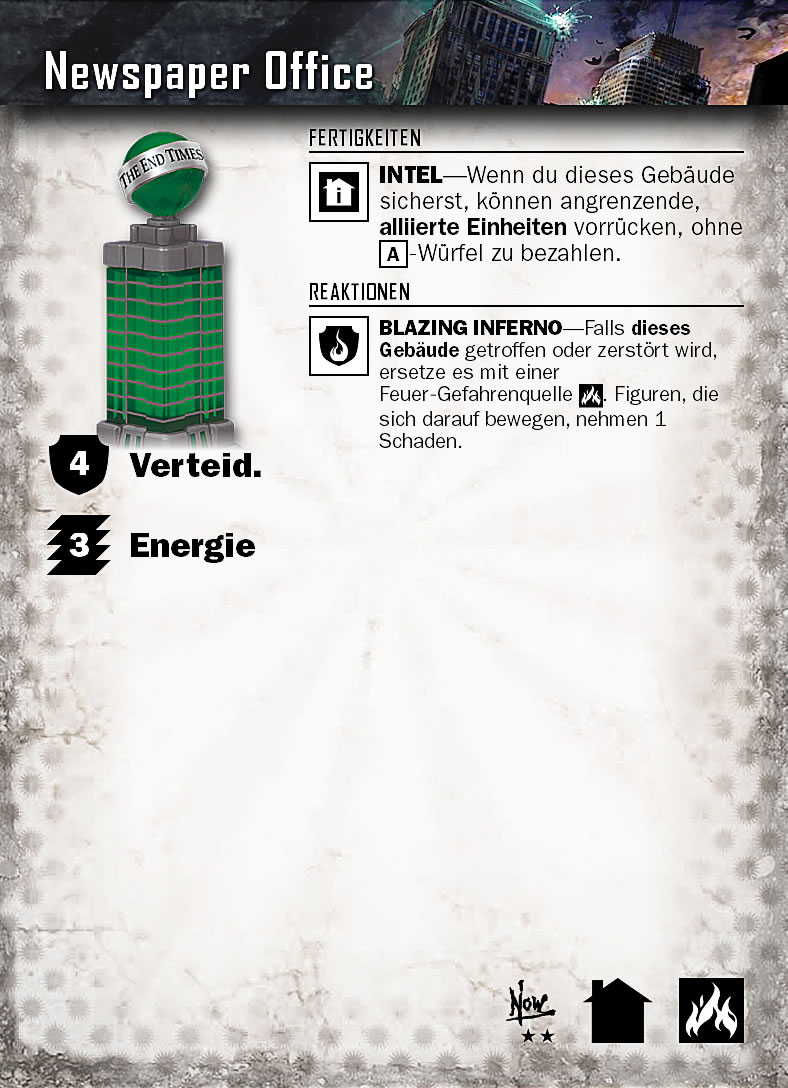 Newspaper Office
THE END TIMES
FERTIGKEITEN
INTEL—Wenn du dieses Gebäude
sicherst, können angrenzende,
alliierte Einheiten vorrücken, ohne
A-Würfel zu bezahlen.
REAKTIONEN
BLAZING INFERNO—Falls dieses
Gebäude getroffen oder zerstört wird,
ersetze es mit einer
Feuer-Gefahrenquelle. Figuren, die
sich darauf bewegen, nehmen 1
Schaden.
4 Verteid.
3 Energie
Now